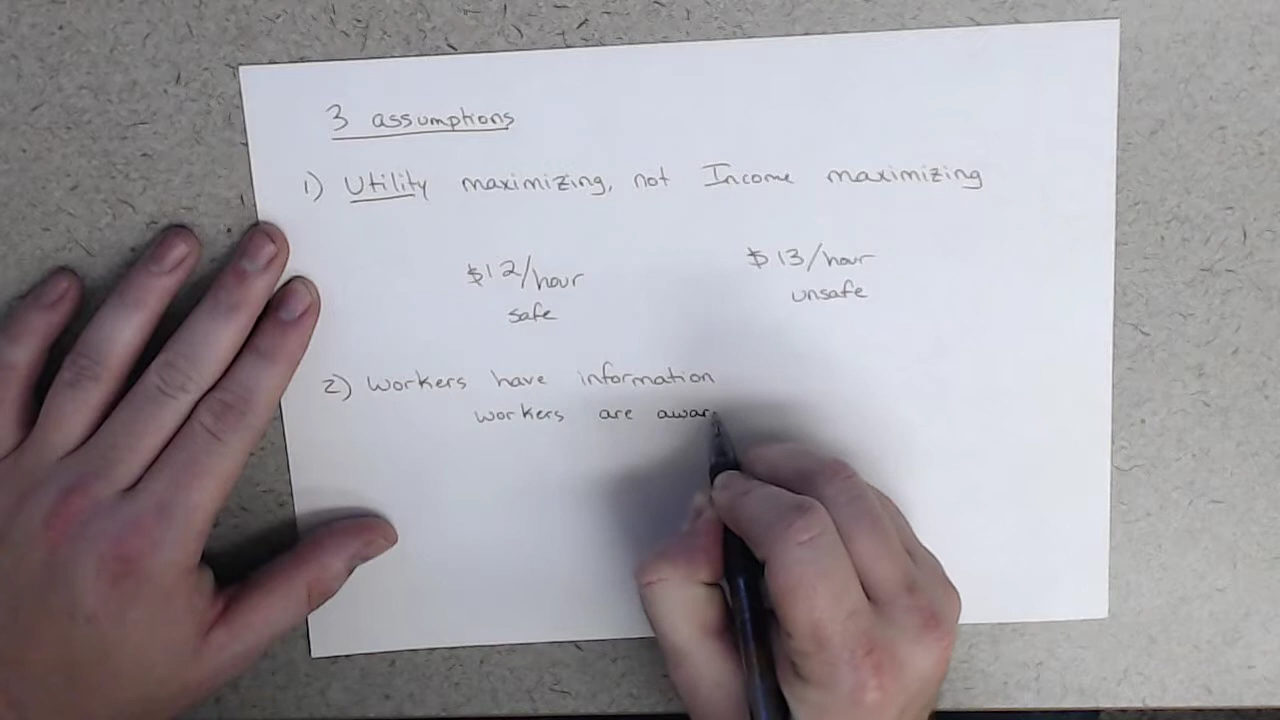 3 assumptions
1) Utility maximizing, not Income maximizing
$12/hour $13/hour
safe unsafe
2) Workers have information
workers are awar